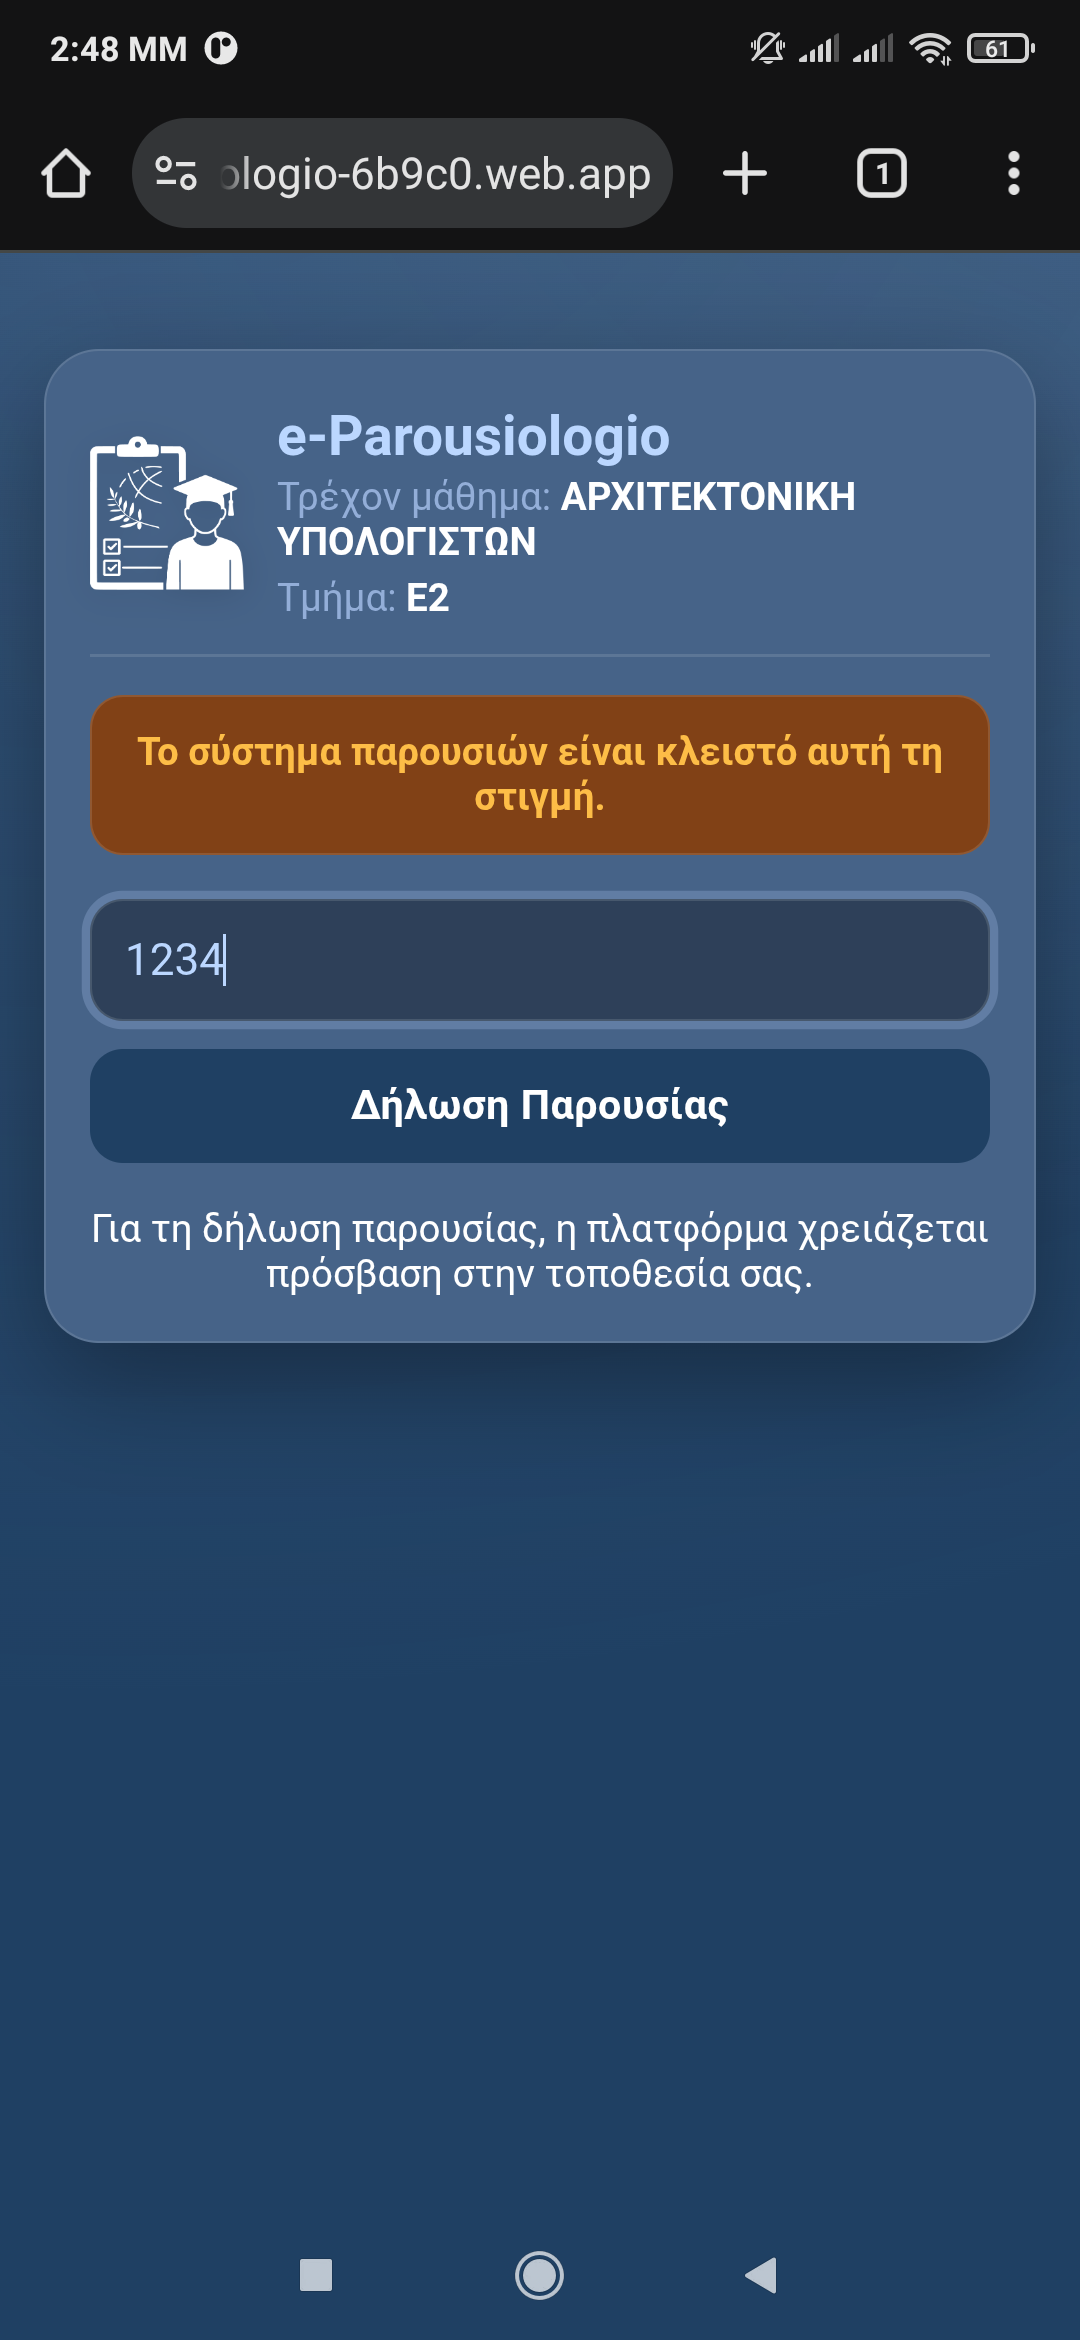 2:48 ΜΜ
61
ologio-6b9c0.web.app
1
e-Parousiologio
Τρέχον μάθημα: ΑΡΧΙΤΕΚΤΟΝΙΚΗ
ΥΠΟΛΟΓΙΣΤΩΝ
Τμήμα: Ε2
Το σύστημα παρουσιών είναι κλειστό αυτή τη
στιγμή.
1234
Δήλωση Παρουσίας
Για τη δήλωση παρουσίας, η πλατφόρμα χρειάζεται
πρόσβαση στην τοποθεσία σας.